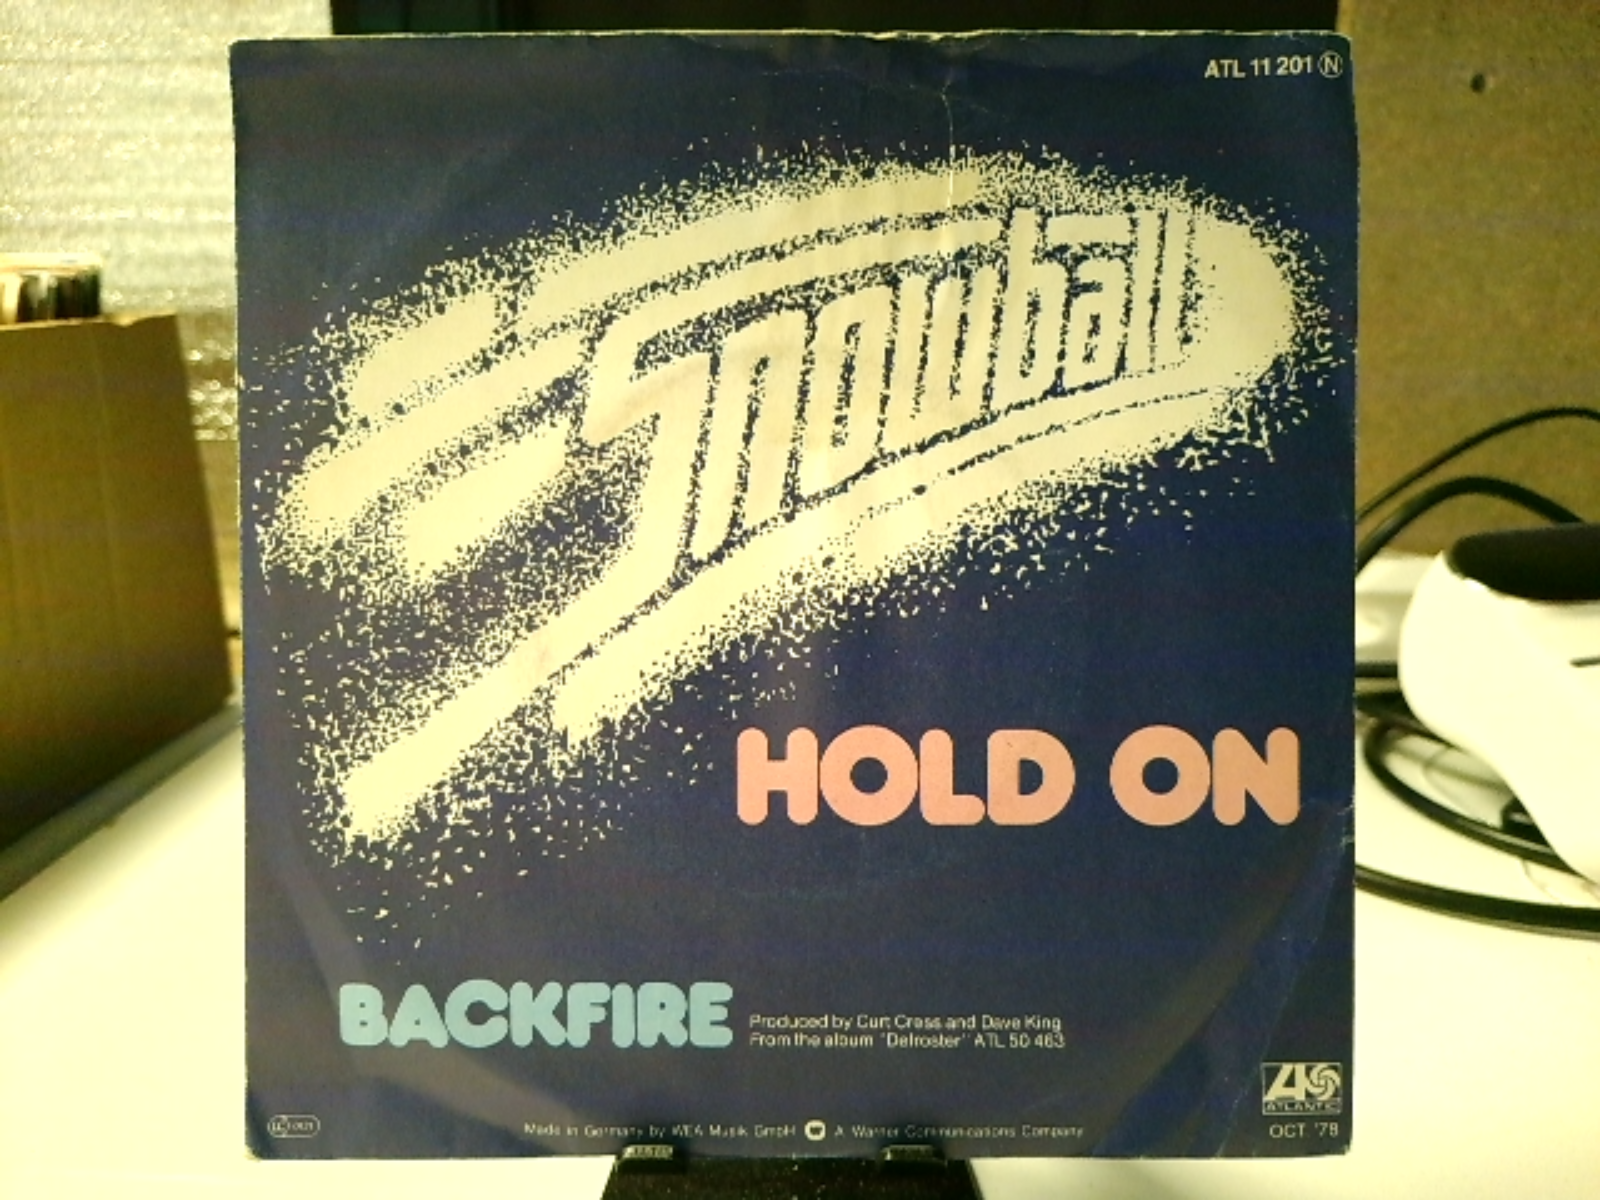 ATL 11 201 Ⓝ
Snowball
HOLD ON
BACKFIRE
Produced by Curt Cress and Dave King
From the album "Defroster" ATL 50 463
ATLANTIC
Made in Germany by WEA Musik GmbH W A Warner Communications Company
OCT. '78